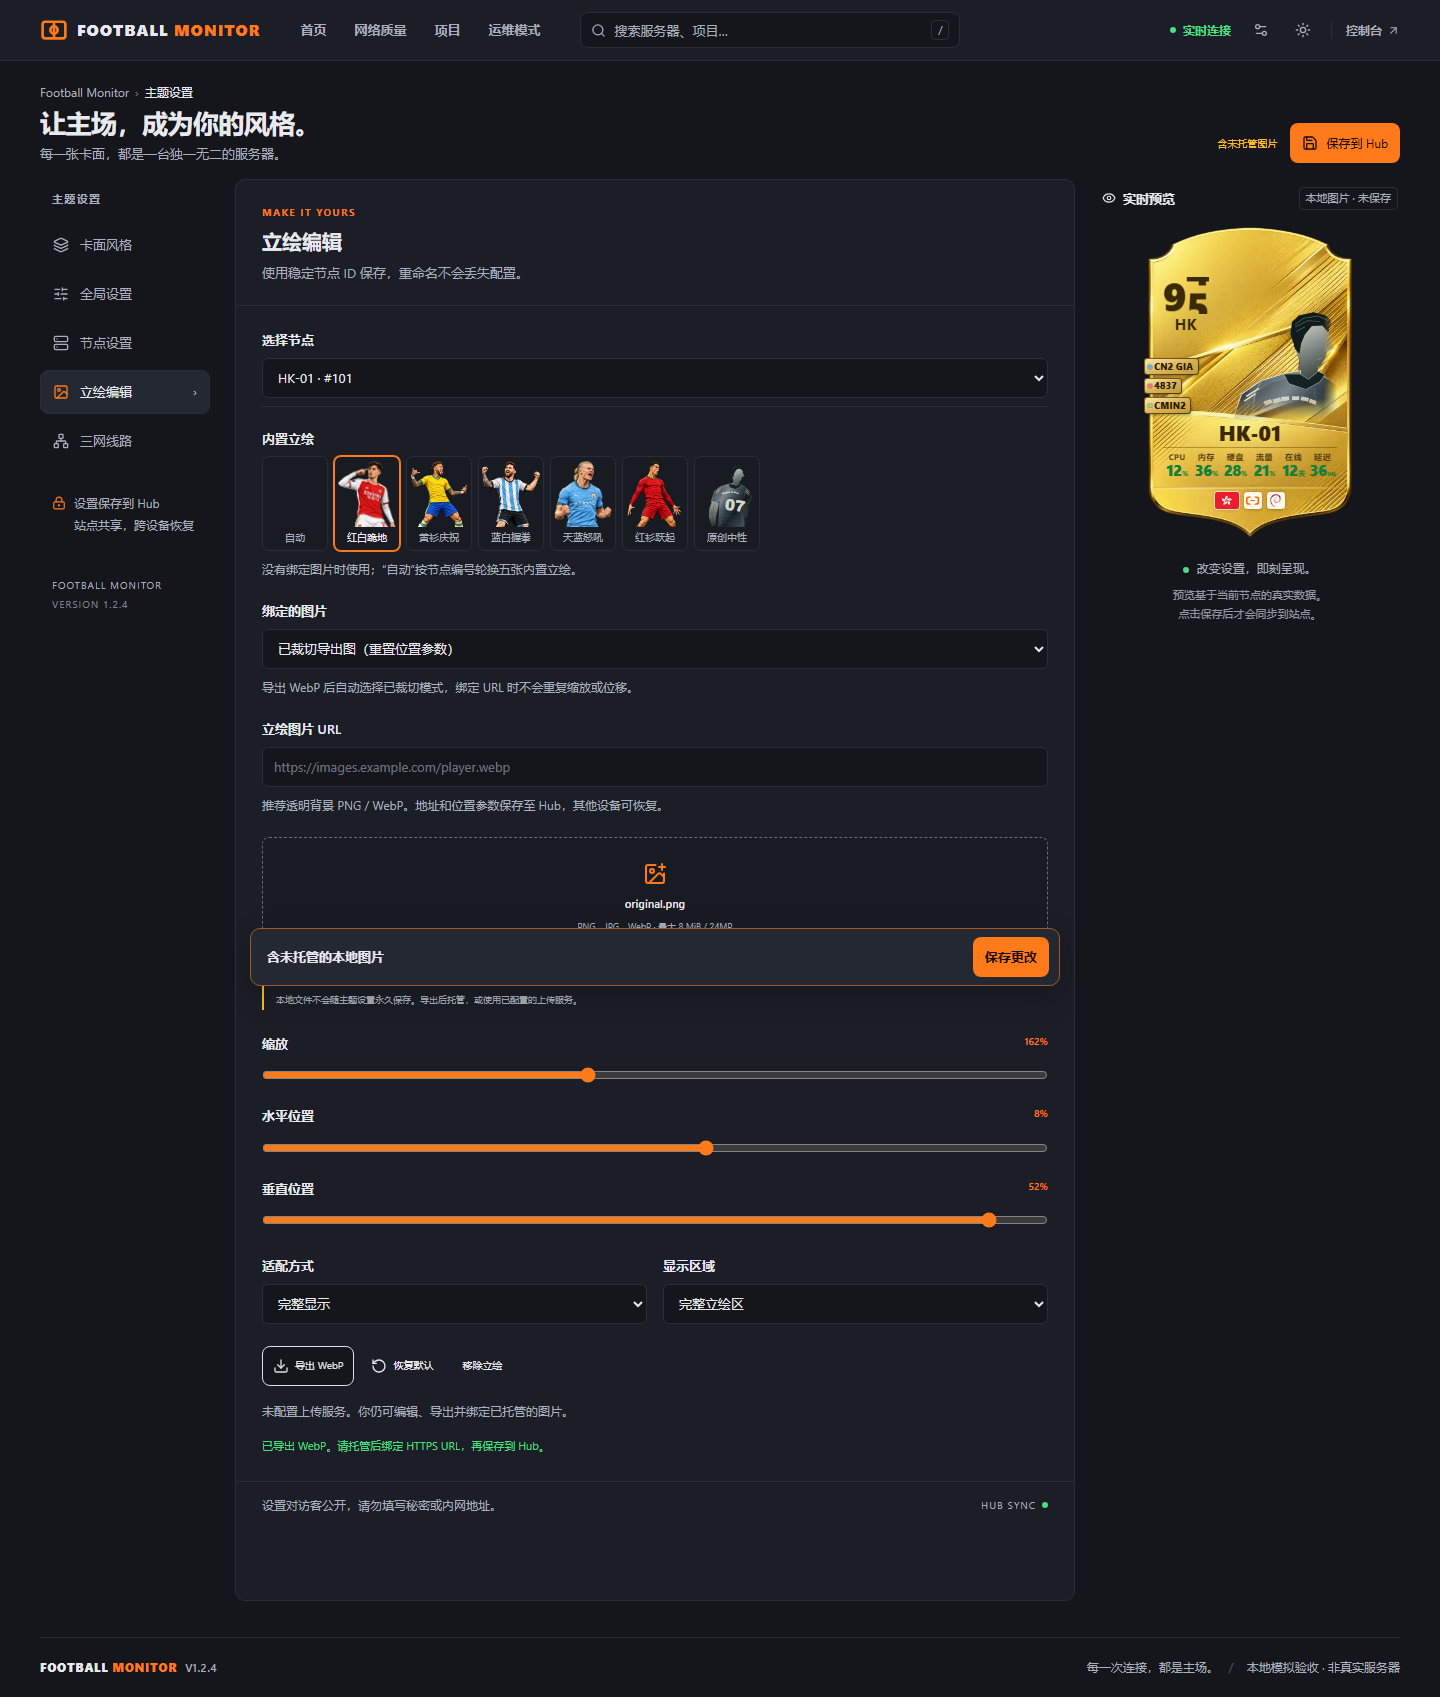 FOOTBALL MONITOR
首页
网络质量
项目
运维模式
搜索服务器、项目...
/
实时连接
控制台
Football Monitor › 主题设置
让主场，成为你的风格。
每一张卡面，都是一台独一无二的服务器。
含未托管图片
保存到 Hub
主题设置
卡面风格
全局设置
节点设置
立绘编辑
三网线路
设置保存到 Hub
站点共享，跨设备恢复
FOOTBALL MONITOR
VERSION 1.2.4
MAKE IT YOURS
立绘编辑
使用稳定节点 ID 保存，重命名不会丢失配置。
选择节点
HK-01 · #101
内置立绘
自动
红白跪地
黄衫庆祝
蓝白握拳
天蓝怒吼
红衫跃起
07
原创中性
没有绑定图片时使用；“自动”按节点编号轮换五张内置立绘。
绑定的图片
已裁切导出图（重置位置参数）
导出 WebP 后自动选择已裁切模式，绑定 URL 时不会重复缩放或位移。
立绘图片 URL
https://images.example.com/player.webp
推荐透明背景 PNG / WebP。地址和位置参数保存至 Hub，其他设备可恢复。
original.png
PNG、JPG、WebP · 最大 8 MiB / 24MP
含未托管的本地图片
保存更改
本地文件不会随主题设置永久保存。导出后托管，或使用已配置的上传服务。
缩放
162%
水平位置
8%
垂直位置
52%
适配方式
显示区域
完整显示
完整立绘区
导出 WebP
恢复默认
移除立绘
未配置上传服务。你仍可编辑、导出并绑定已托管的图片。
已导出 WebP。请托管后绑定 HTTPS URL，再保存到 Hub。
设置对访客公开，请勿填写秘密或内网地址。
HUB SYNC
实时预览
本地图片 · 未保存
95
HK
CN2 GIA
4837
CMIN2
HK-01
CPU 内存 硬盘 流量 在线 延迟
12% 36% 28% 21% 12天 36ms
改变设置，即刻呈现。
预览基于当前节点的真实数据。
点击保存后才会同步到站点。
FOOTBALL MONITOR V1.2.4
每一次连接，都是主场。 / 本地模拟验收 · 非真实服务器